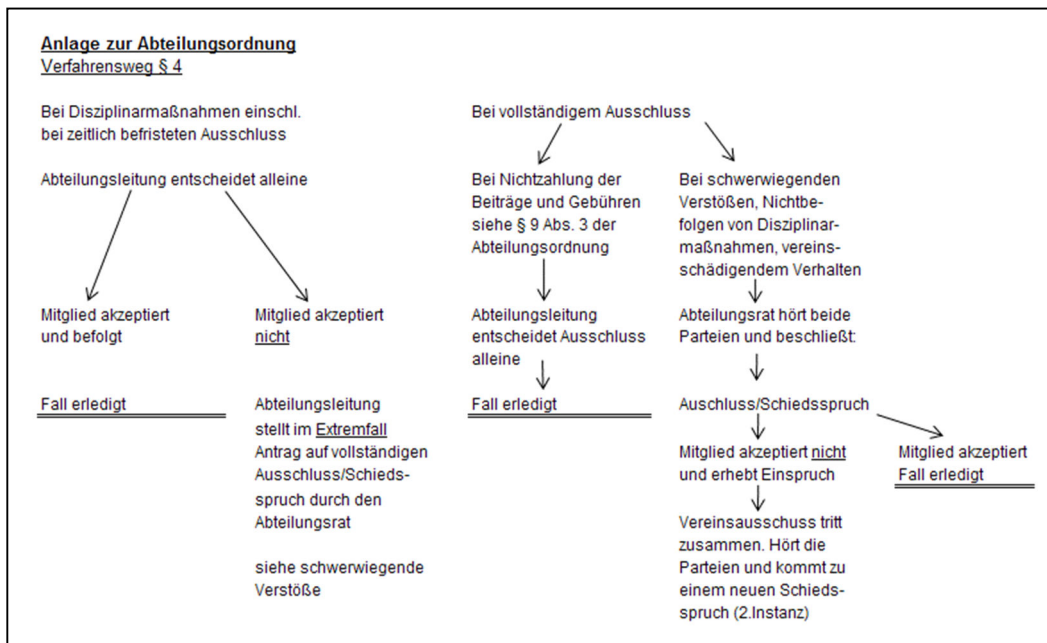 Anlage zur Abteilungsordnung
Verfahrensweg § 4
Bei Disziplinarmaßnahmen einschl.
bei zeitlich befristeten Ausschluss
Abteilungsleitung entscheidet alleine
Mitglied akzeptiert
und befolgt
Fall erledigt
Mitglied akzeptiert
nicht
Abteilungsleitung
stellt im Extremfall
Antrag auf vollständigen
Ausschluss/Schieds-
spruch durch den
Abteilungsrat
siehe schwerwiegende
Verstöße
Bei vollständigem Ausschluss
Bei Nichtzahlung der
Beiträge und Gebühren
siehe § 9 Abs. 3 der
Abteilungsordnung
Abteilungsleitung
entscheidet Ausschluss
alleine
Fall erledigt
Bei schwerwiegenden
Verstößen, Nichtbe-
folgen von Disziplinar-
maßnahmen, vereins-
schädigendem Verhalten
Abteilungsrat hört beide
Parteien und beschließt:
Auschluss/Schiedsspruch
Mitglied akzeptiert nicht
und erhebt Einspruch
Vereinsausschuss tritt
zusammen. Hört die
Parteien und kommt zu
einem neuen Schieds-
spruch (2.Instanz)
Mitglied akzeptiert
Fall erledigt